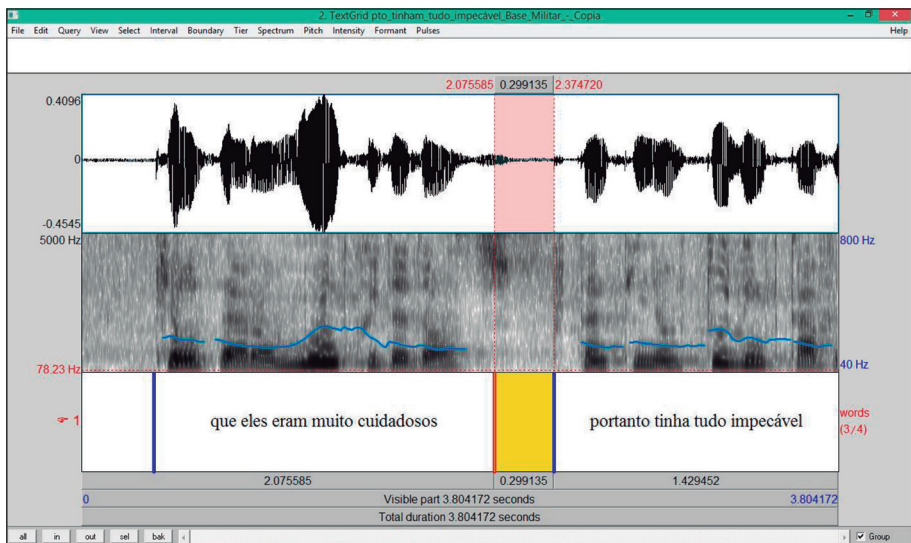 2. TextGrid pto_tinham_tudo_impecável_Base_Militar_-_Copia
File Edit Query View Select Interval Boundary Tier Spectrum Pitch Intensity Formant Pulses Help
2.075585 0.299135 2.374720
0.4096
0
-0.4545
5000 Hz 800 Hz
78.23 Hz 40 Hz
1 que eles eram muito cuidadosos portanto tinha tudo impecável words
(3/4)
2.075585 0.299135 1.429452
0 Visible part 3.804172 seconds 3.804172
Total duration 3.804172 seconds
all in out sel bak Group